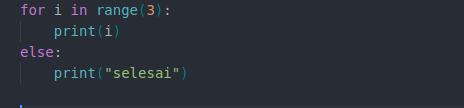 for i in range(3):
    print(i)
else:
    print("selesai")